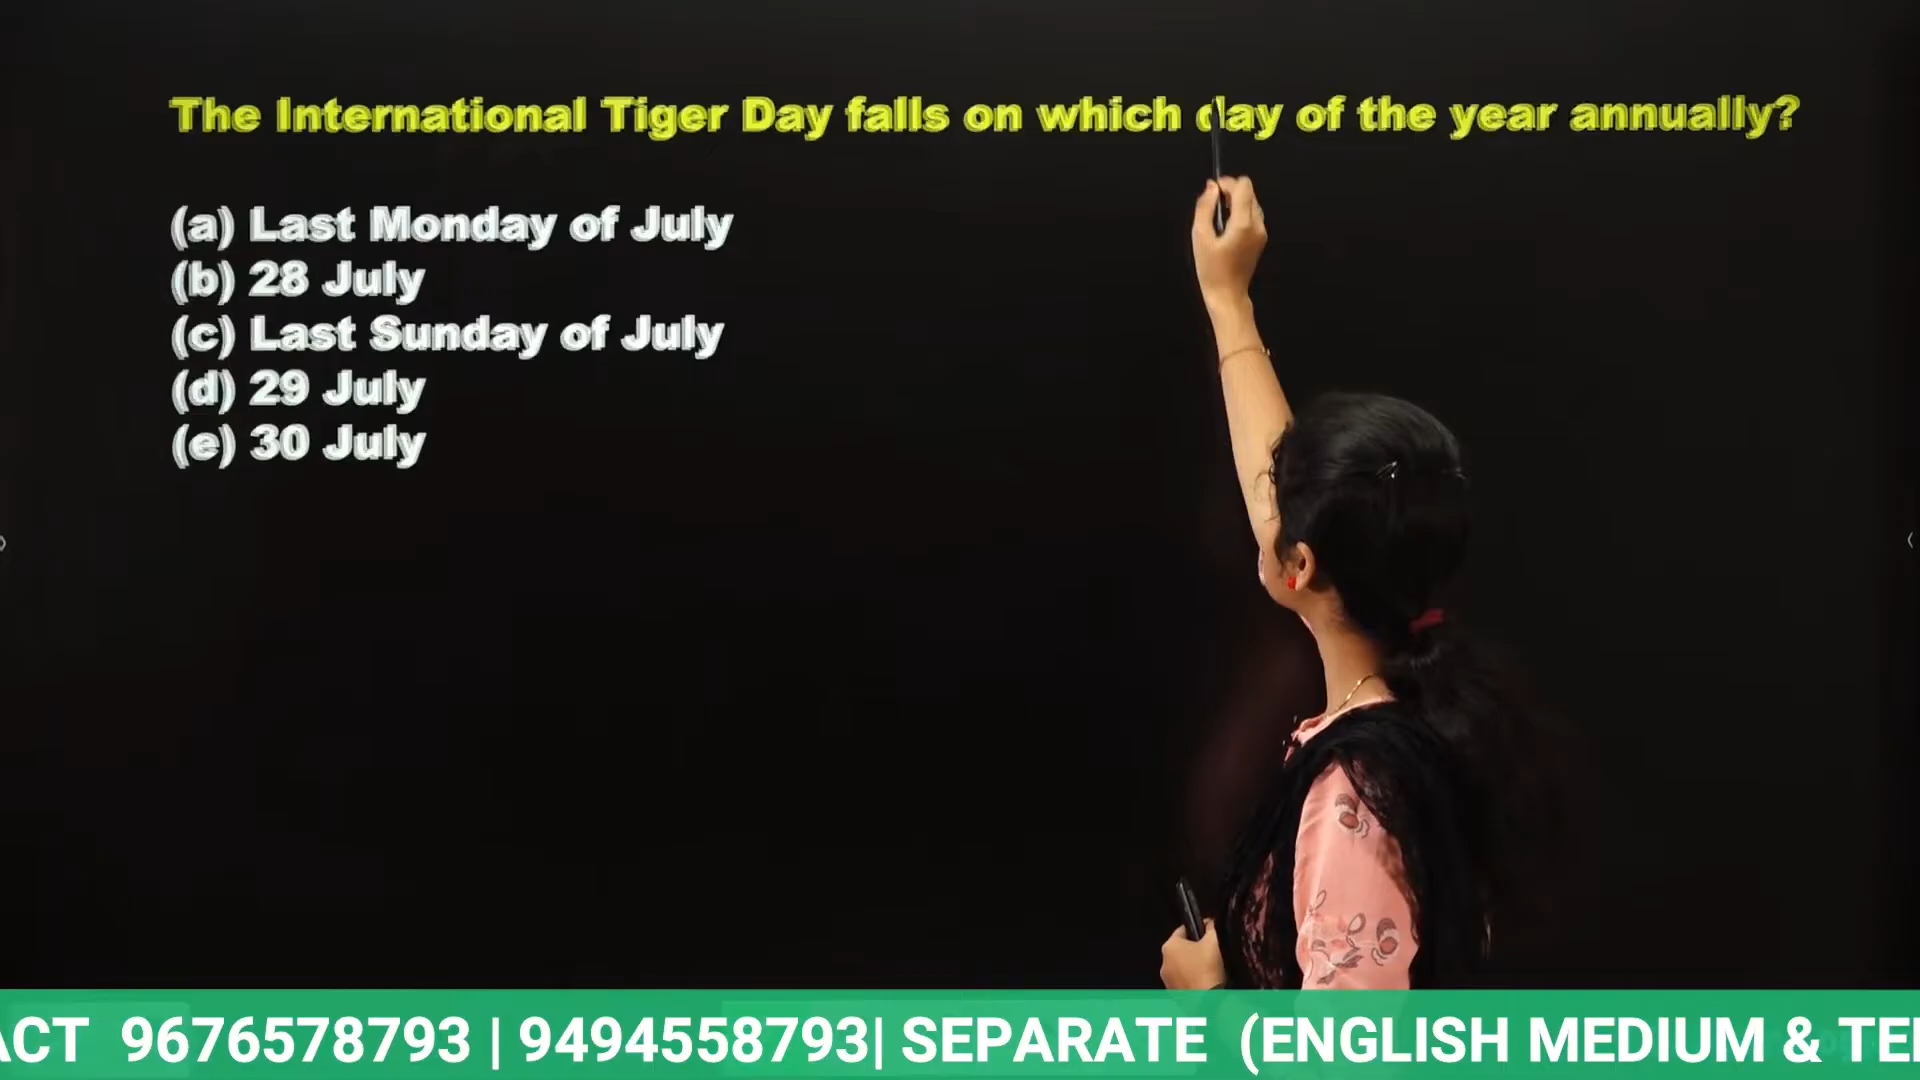 The International Tiger Day falls on which day of the year annually?
(a) Last Monday of July
(b) 28 July
(c) Last Sunday of July
(d) 29 July
(e) 30 July
ACT 9676578793 | 9494558793| SEPARATE (ENGLISH MEDIUM & TE